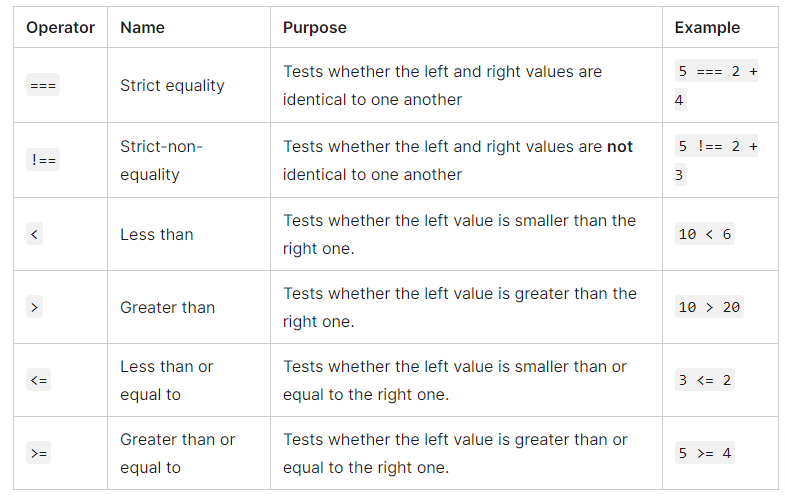 Operator Name Purpose Example
=== Strict equality Tests whether the left and right values are identical to one another 5 === 2 + 4
!== Strict-non-equality Tests whether the left and right values are not identical to one another 5 !== 2 + 3
< Less than Tests whether the left value is smaller than the right one. 10 < 6
> Greater than Tests whether the left value is greater than the right one. 10 > 20
<= Less than or equal to Tests whether the left value is smaller than or equal to the right one. 3 <= 2
>= Greater than or equal to Tests whether the left value is greater than or equal to the right one. 5 >= 4